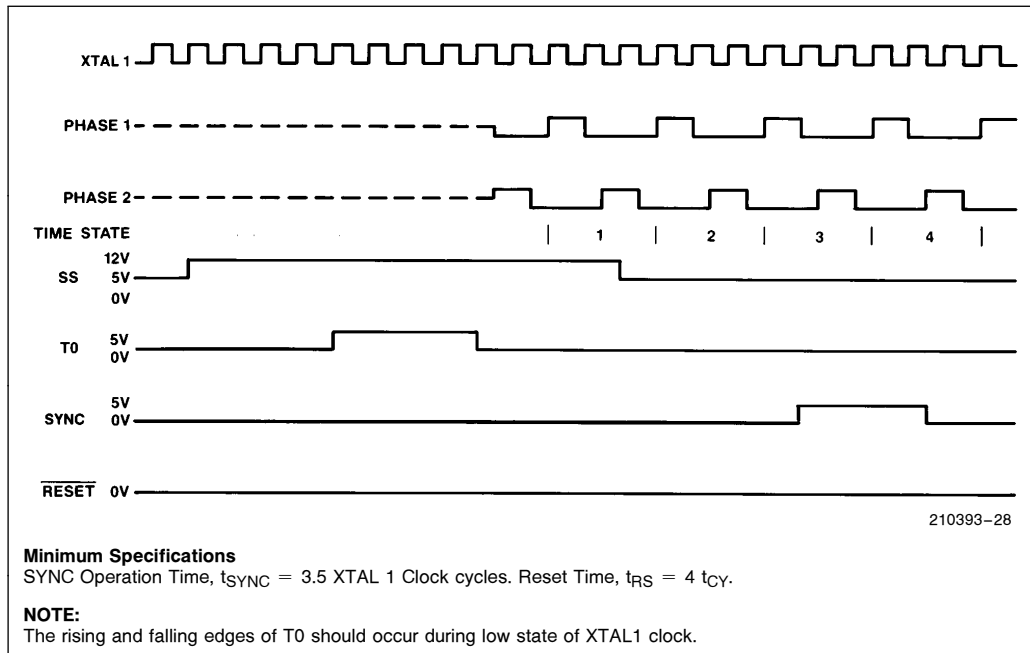 XTAL 1
PHASE 1
PHASE 2
TIME STATE | 1 | 2 | 3 | 4 |
12V
SS 5V
0V
5V
T0 0V
5V
SYNC 0V
RESET 0V
210393–28
Minimum Specifications
SYNC Operation Time, tSYNC = 3.5 XTAL 1 Clock cycles. Reset Time, tRS = 4 tCY.
NOTE:
The rising and falling edges of T0 should occur during low state of XTAL1 clock.